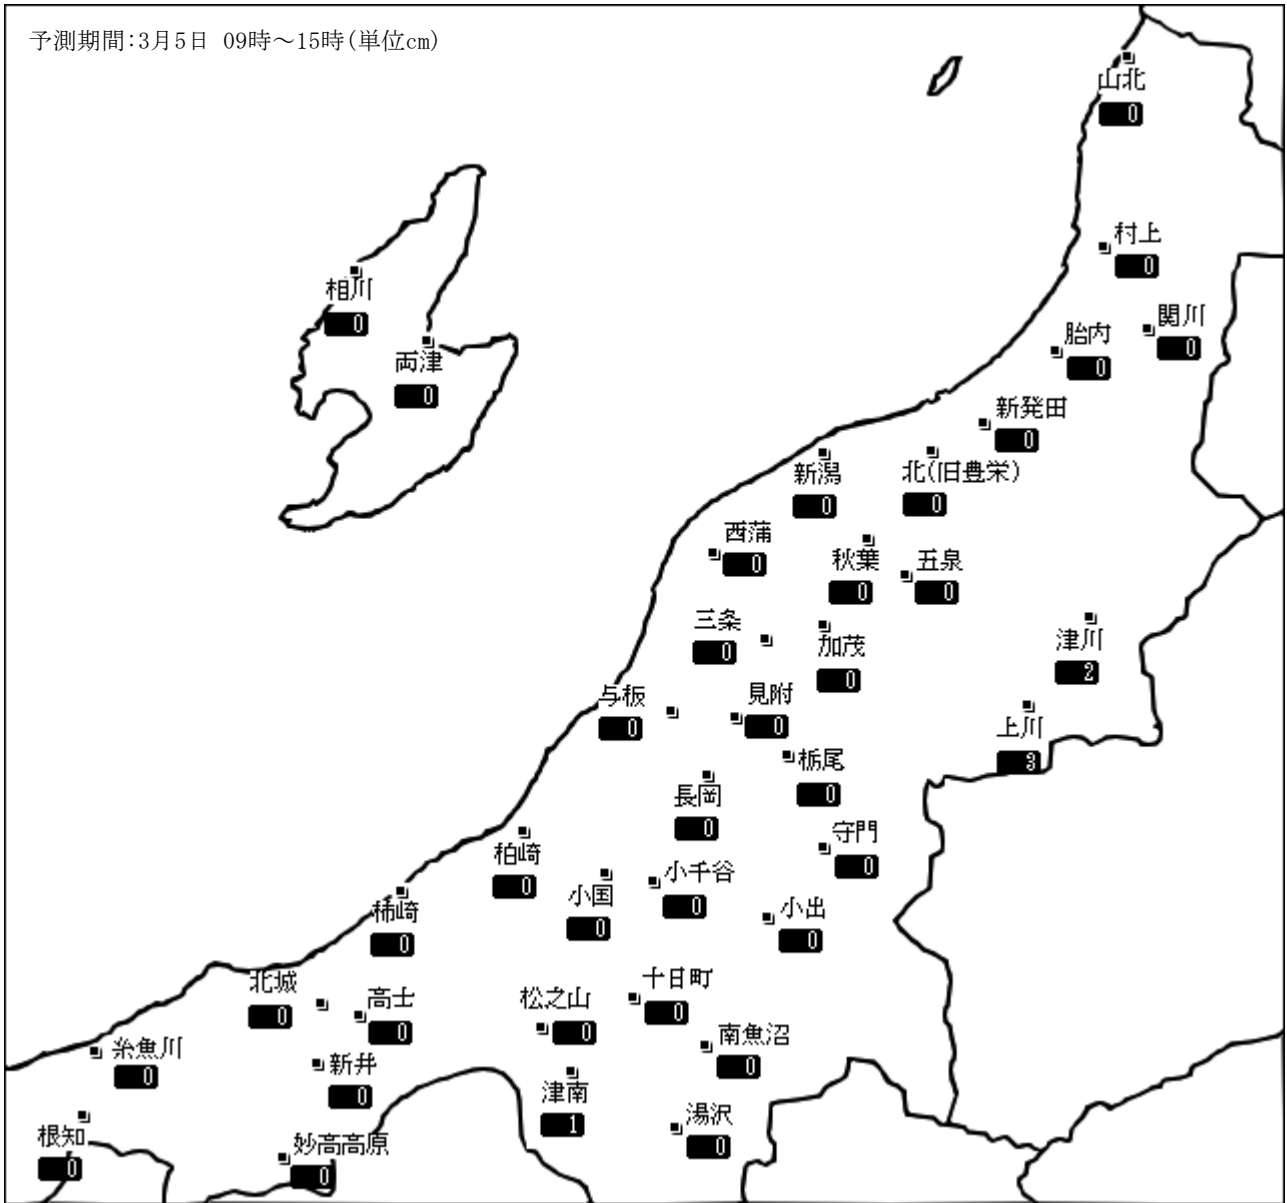 予測期間:3月5日 09時～15時(単位cm)
山北
0
村上
0
相川
0
関川
0
胎内
0
両津
0
新発田
0
新潟
0
北(旧豊栄)
0
西蒲
0
秋葉
0
五泉
0
三条
0
加茂
0
津川
2
与板
0
見附
0
上川
3
栃尾
0
長岡
0
守門
0
柏崎
0
小千谷
0
小国
0
小出
0
柿崎
0
北城
0
高士
0
松之山
0
十日町
0
南魚沼
0
糸魚川
0
新井
0
津南
1
湯沢
0
根知
0
妙高高原
0